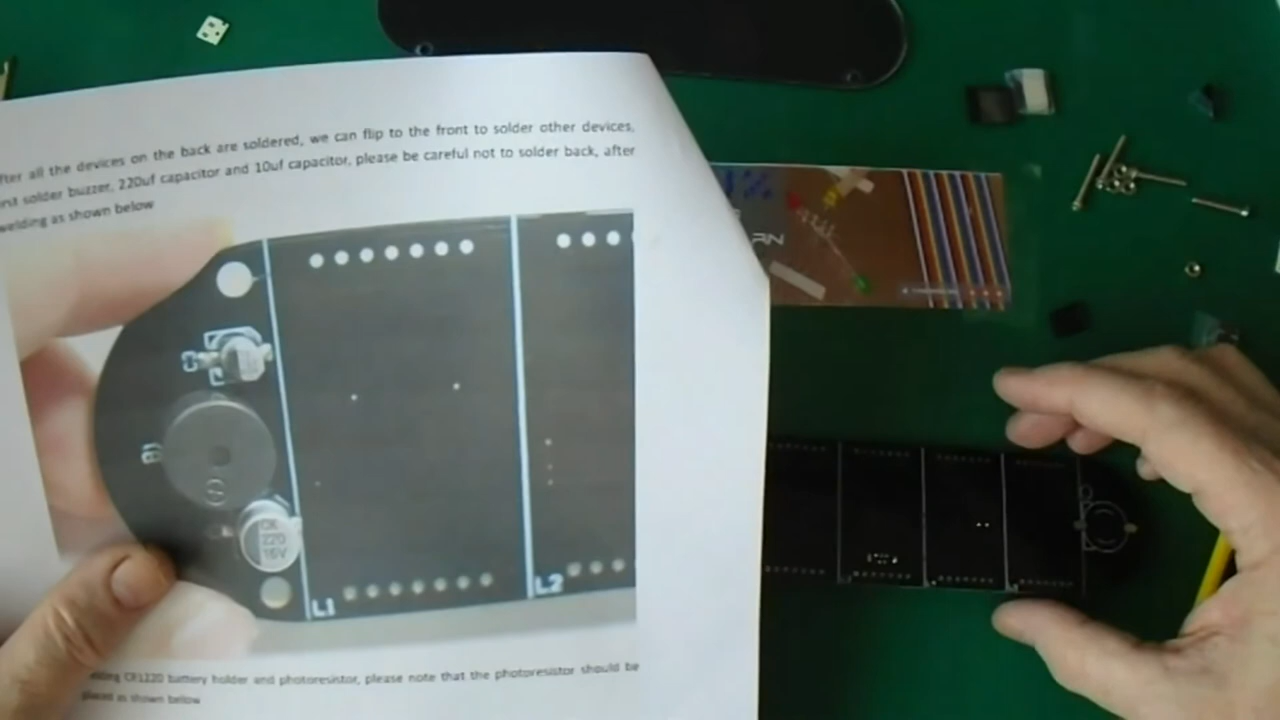 all the devices on the back are soldered, we can flip to the front to solder other devices,
solder buzzer, 220uf capacitor and 10uf capacitor, please be careful not to solder back, after
welding as shown below
220
16V
L1
L2
CR1220 battery holder and photoresistor, please note that the photoresistor should be
placed as shown below